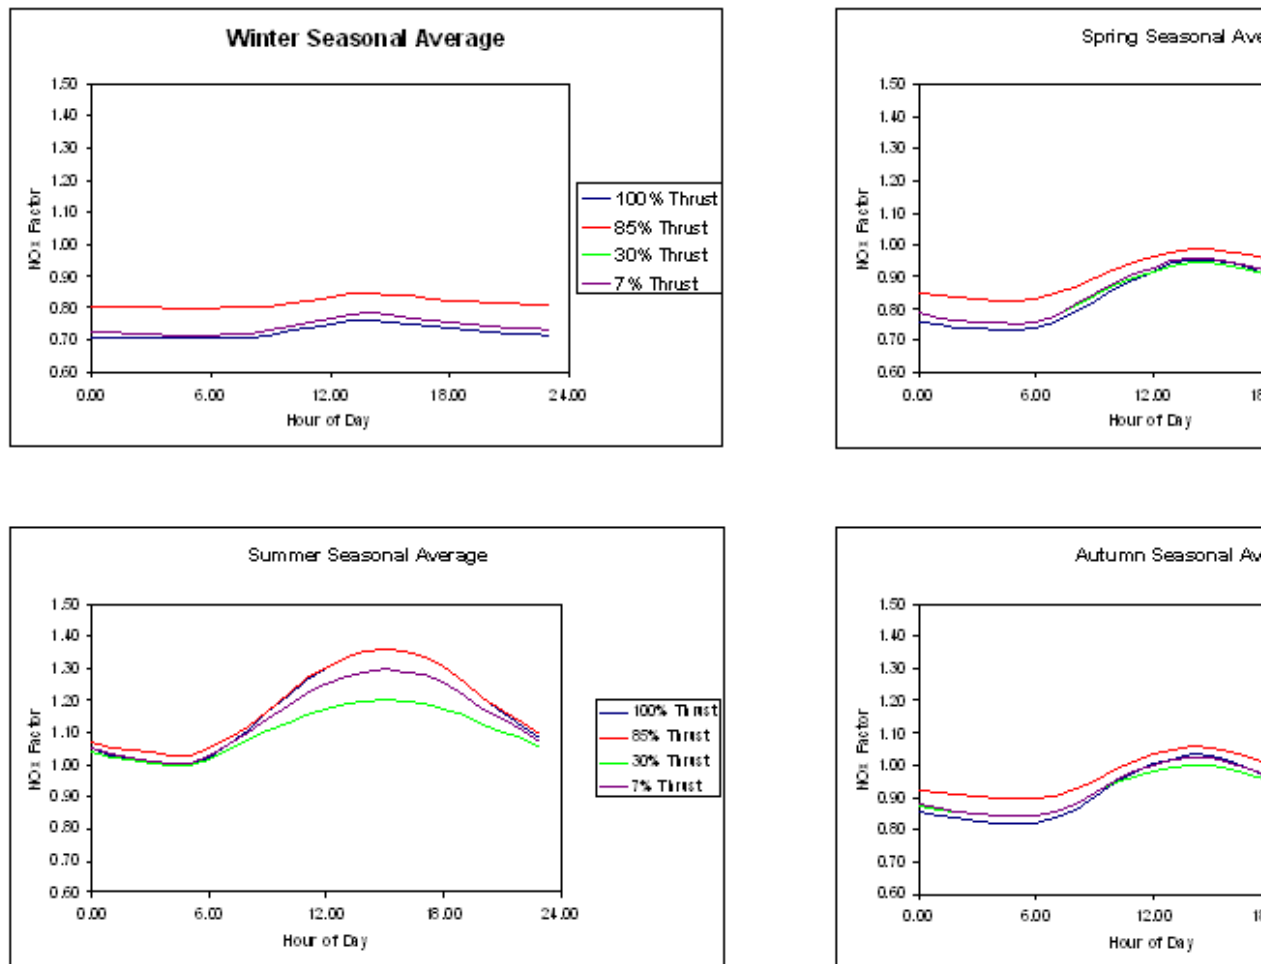 Winter Seasonal Average
1.50
1.40
1.30
1.20
1.10
1.00
0.90
0.80
0.70
0.60
NOx Factor
0.00 6.00 12.00 18.00 24.00
Hour of Day
100% Thrust
85% Thrust
30% Thrust
7% Thrust
Spring Seasonal Ave
1.50
1.40
1.30
1.20
1.10
1.00
0.90
0.80
0.70
0.60
NOx Factor
0.00 6.00 12.00 18
Hour of Day
Summer Seasonal Average
1.50
1.40
1.30
1.20
1.10
1.00
0.90
0.80
0.70
0.60
NOx Factor
0.00 6.00 12.00 18.00 24.00
Hour of Day
100% Thrust
85% Thrust
30% Thrust
7% Thrust
Autumn Seasonal Av
1.50
1.40
1.30
1.20
1.10
1.00
0.90
0.80
0.70
0.60
NOx Factor
0.00 6.00 12.00 18
Hour of Day